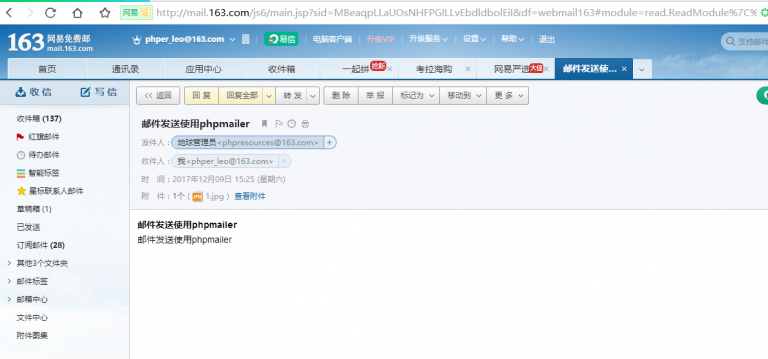 网易 http://mail.163.com/js6/main.jsp?sid=MBeaqpLLaUOsNHFPGILLvEbdldbolEiI&df=webmail163#module=read.ReadModule%7C%
163 网易免费邮 mail.163.com phper_leo@163.com 易信 电脑客户端 升级VIP 升级服务 设置 帮助 退出 支持邮件
首页 通讯录 应用中心 收件箱 一起拼 抢新 × 考拉海购 × 网易严选 大促 × 邮件发送使... ×
收信 写信 << 返回 回复 回复全部 转发 删除 举报 标记为 移动到 更多
收件箱 (137)
红旗邮件
待办邮件
智能标签
星标联系人邮件
草稿箱 (1)
已发送
订阅邮件 (28)
其他3个文件夹
邮件标签
邮箱中心
文件中心
附件图集
邮件发送使用phpmailer
发件人：地球管理员<phpresources@163.com> +
收件人：我<phper_leo@163.com> +
时 间：2017年12月09日 15:25 (星期六)
附 件：1个 ( 1.jpg ) 查看附件
邮件发送使用phpmailer
邮件发送使用phpmailer